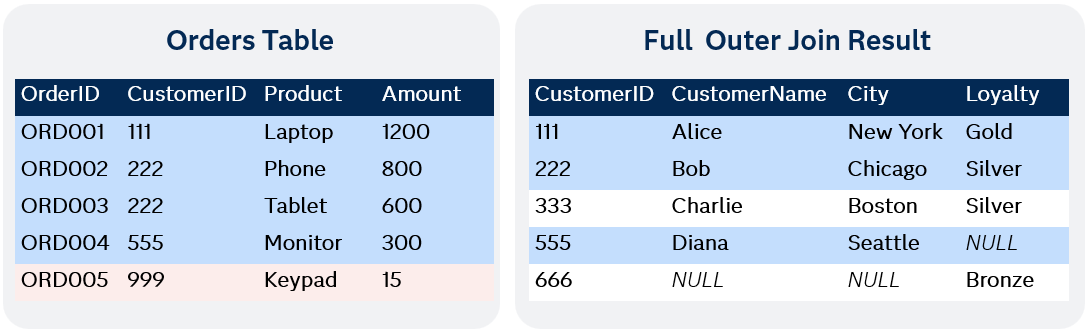 Orders Table
OrderID CustomerID Product Amount
ORD001 111 Laptop 1200
ORD002 222 Phone 800
ORD003 222 Tablet 600
ORD004 555 Monitor 300
ORD005 999 Keypad 15
Full Outer Join Result
CustomerID CustomerName City Loyalty
111 Alice New York Gold
222 Bob Chicago Silver
333 Charlie Boston Silver
555 Diana Seattle NULL
666 NULL NULL Bronze